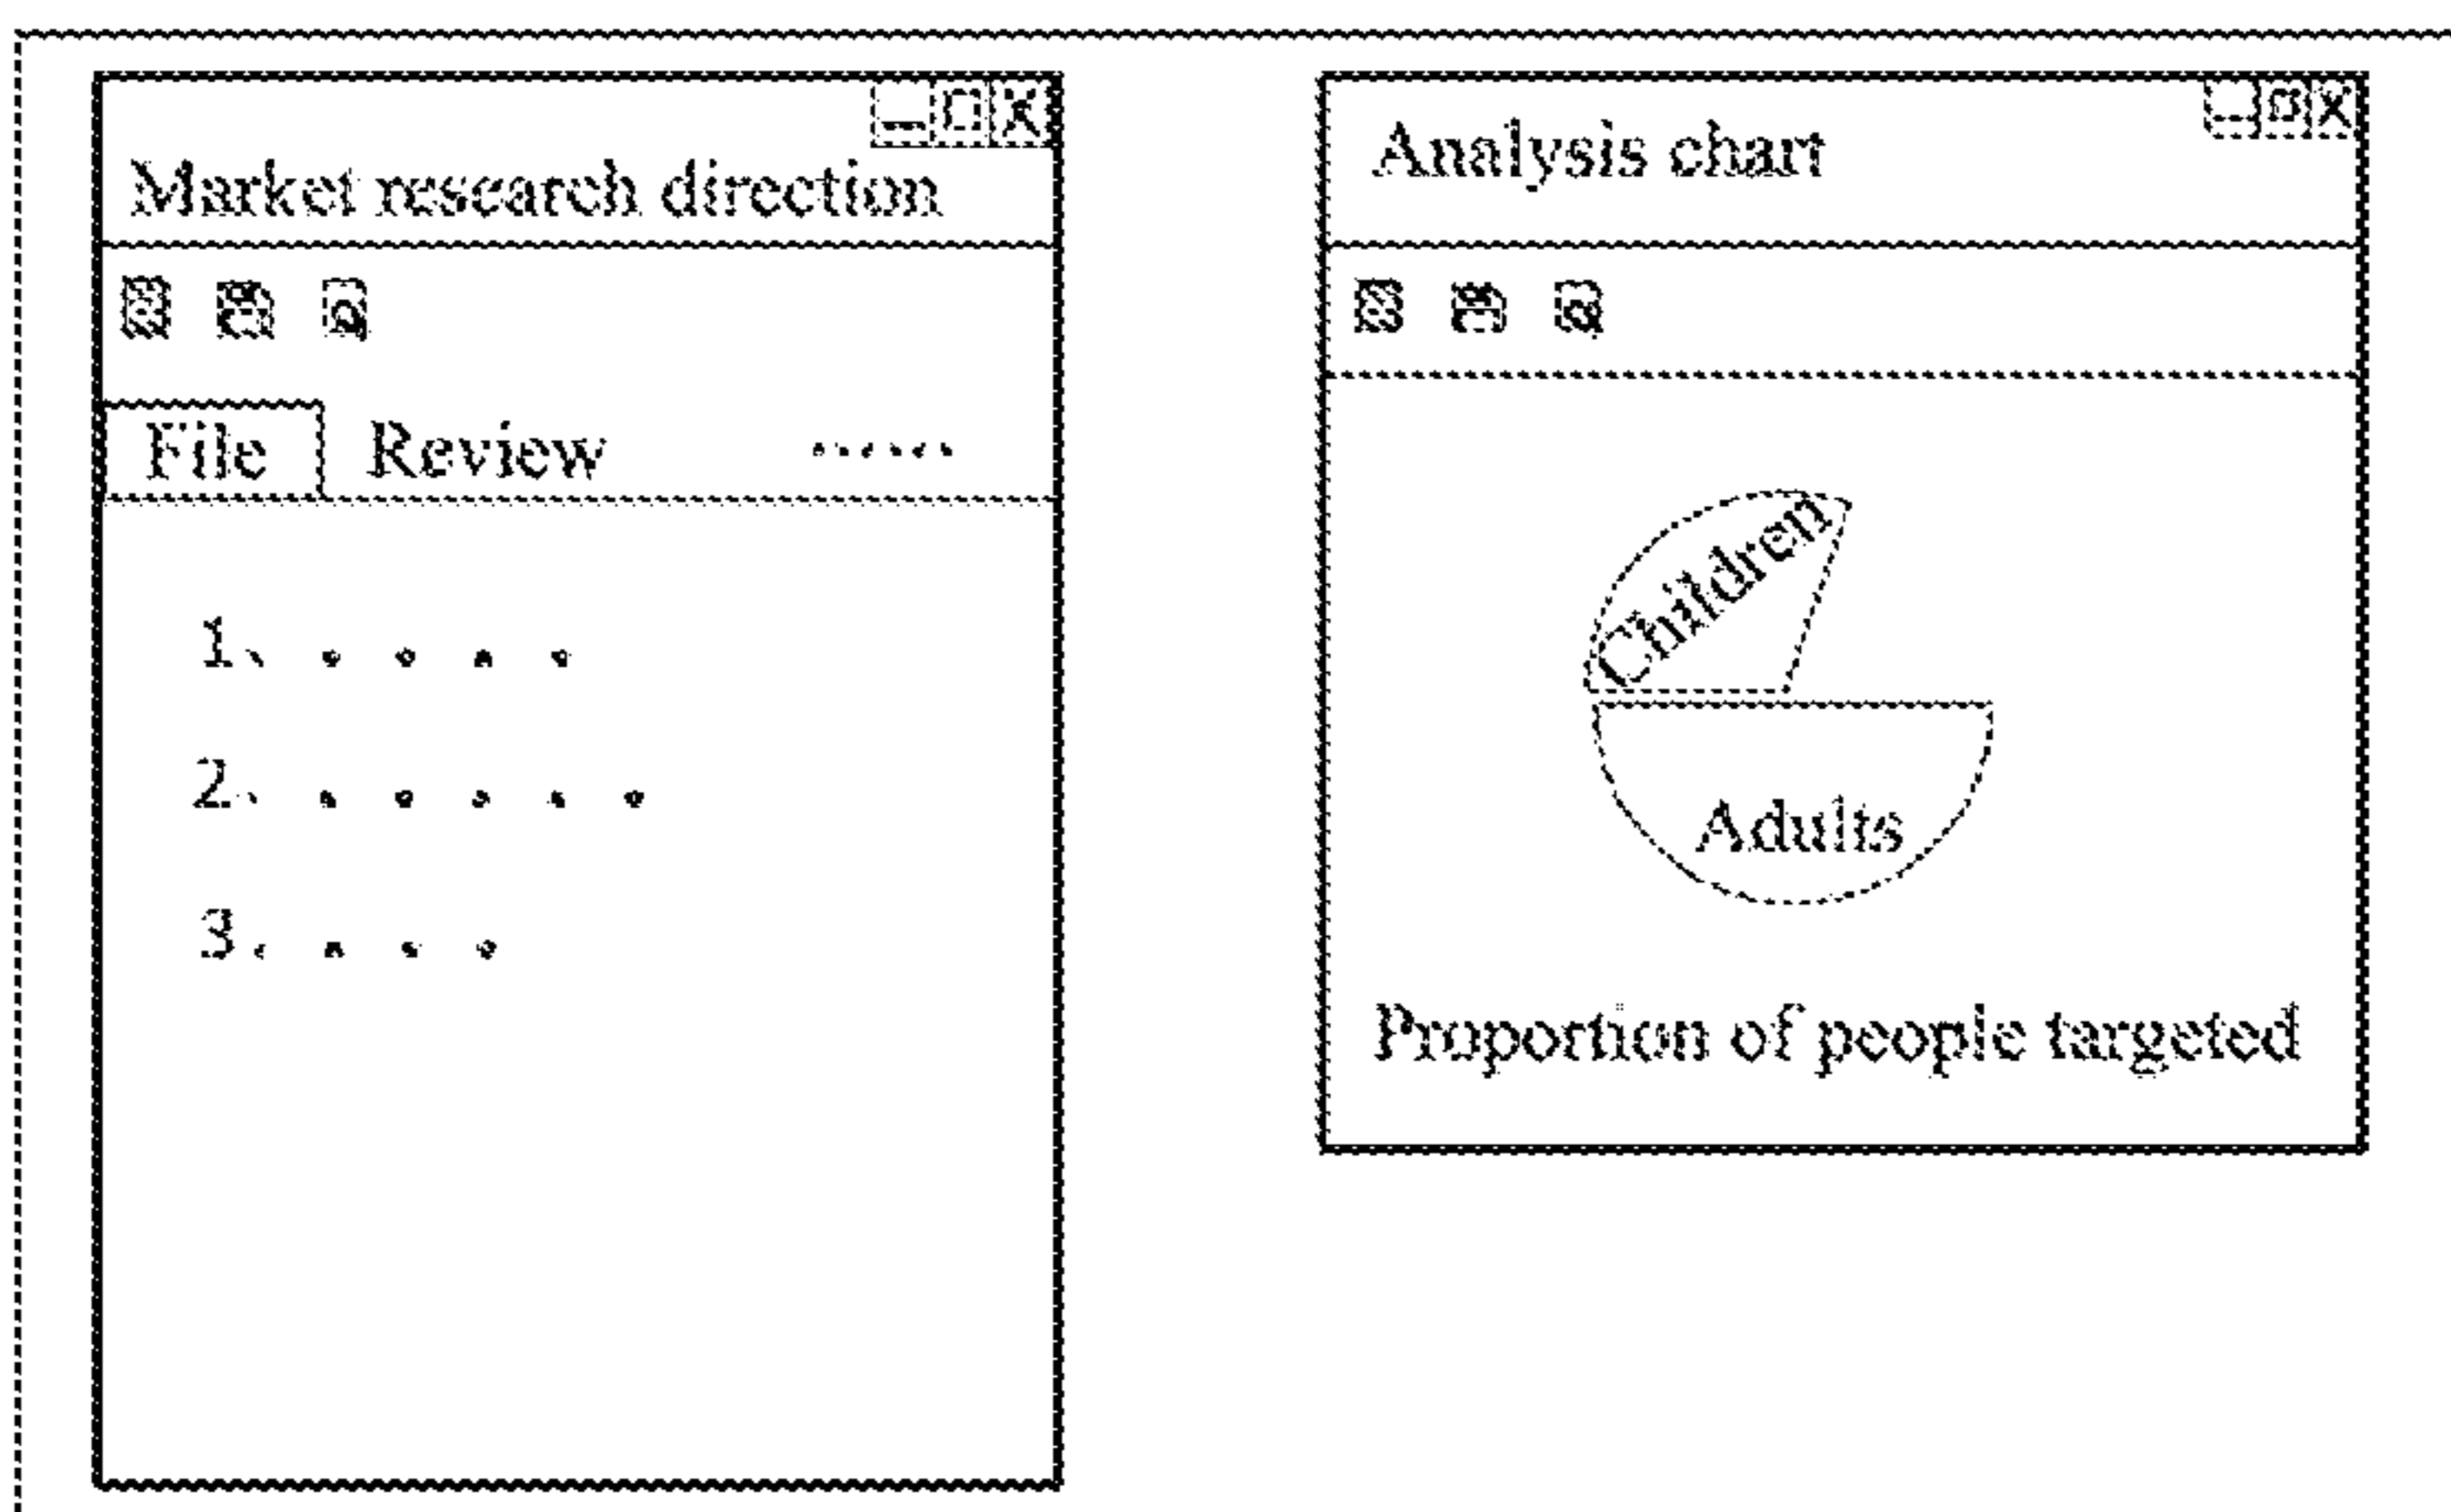 Market research direction
File Review ......
1、. . . .
2、. . . . .
3、. . .
Analysis chart
Children
Adults
Proportion of people targeted